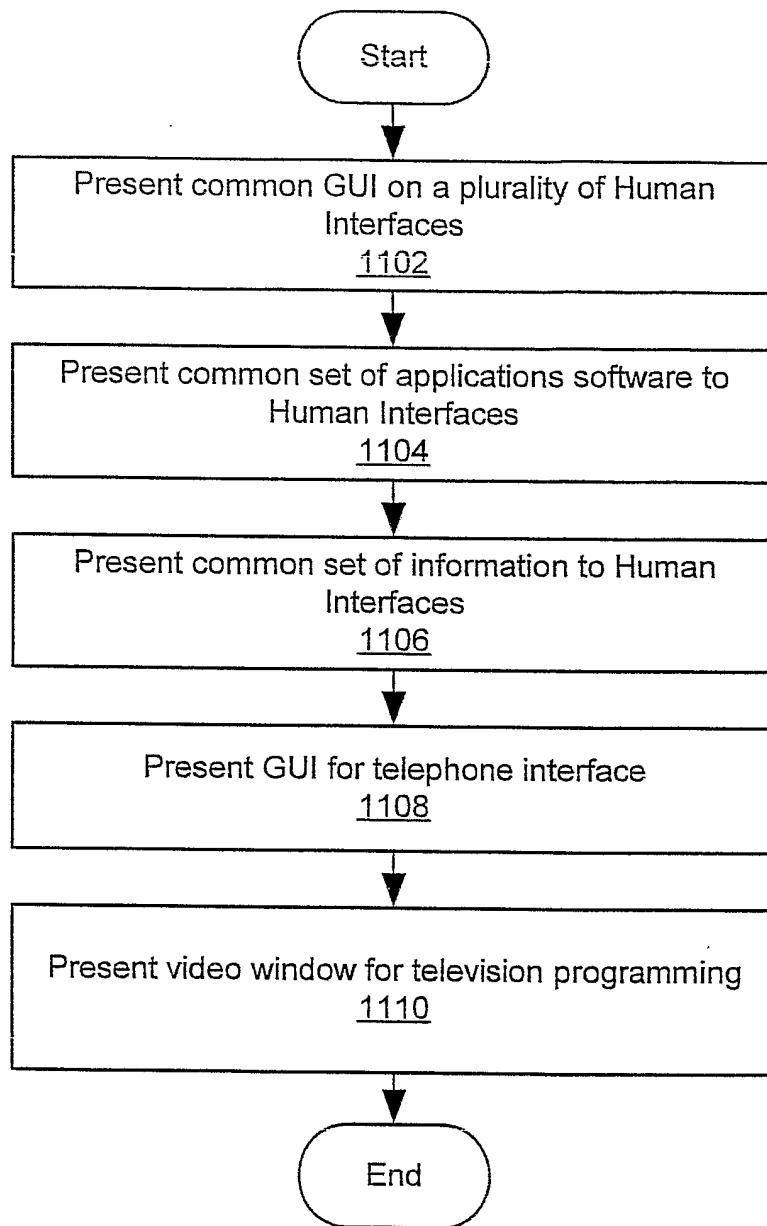 Start
Present common GUI on a plurality of Human
Interfaces
1102
Present common set of applications software to
Human Interfaces
1104
Present common set of information to Human
Interfaces
1106
Present GUI for telephone interface
1108
Present video window for television programming
1110
End